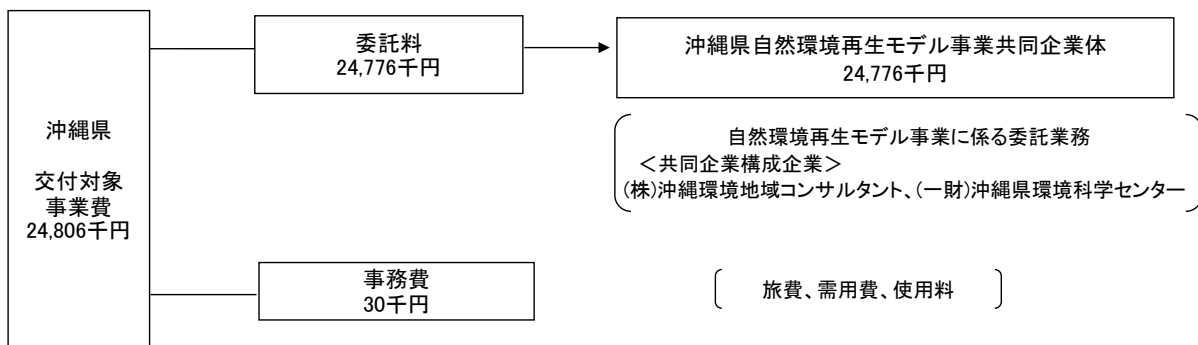 沖縄県
交付対象
事業費
24,806千円
委託料
24,776千円
沖縄県自然環境再生モデル事業共同企業体
24,776千円
自然環境再生モデル事業に係る委託業務
＜共同企業構成企業＞
(株)沖縄環境地域コンサルタント、(一財)沖縄県環境科学センター
事務費
30千円
旅費、需用費、使用料